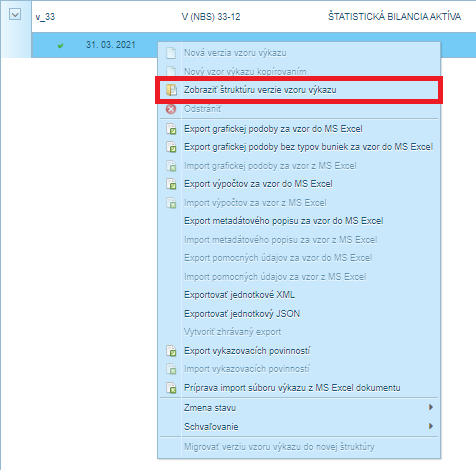 v_33 V (NBS) 33-12 ŠTATISTICKÁ BILANCIA AKTÍVA
31. 03. 2021
Nová verzia vzoru výkazu
Nový vzor výkazu kopírovaním
Zobraziť štruktúru verzie vzoru výkazu
Odstrániť
Export grafickej podoby za vzor do MS Excel
Export grafickej podoby bez typov buniek za vzor do MS Excel
Import grafickej podoby za vzor z MS Excel
Export výpočtov za vzor do MS Excel
Import výpočtov za vzor z MS Excel
Export metadátového popisu za vzor do MS Excel
Import metadátového popisu za vzor z MS Excel
Export pomocných údajov za vzor do MS Excel
Import pomocných údajov za vzor z MS Excel
Exportovať jednotkové XML
Exportovať jednotkový JSON
Vytvoriť zhrávaný export
Export vykazovacích povinností
Import vykazovacích povinností
Príprava import súboru výkazu z MS Excel dokumentu
Zmena stavu
Schvaľovanie
Migrovať verziu vzoru výkazu do novej štruktúry